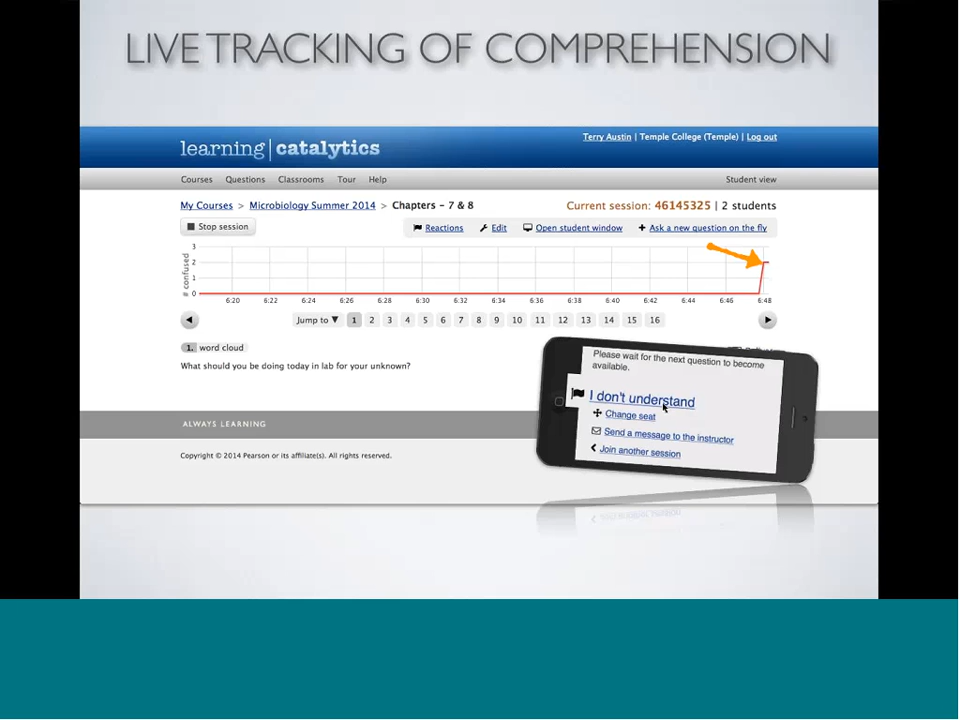 LIVE TRACKING OF COMPREHENSION
Terry Austin | Temple College (Temple) | Log out
learning | catalytics
Courses Questions Classrooms Tour Help Student view
My Courses > Microbiology Summer 2014 > Chapters - 7 & 8 Current session: 46145325 | 2 students
Stop session Reactions Edit Open student window + Ask a new question on the fly
# confused
3
2
1
0
6:20 6:22 6:24 6:26 6:28 6:30 6:32 6:34 6:36 6:38 6:40 6:42 6:44 6:46 6:48
Jump to ▼ 1 2 3 4 5 6 7 8 9 10 11 12 13 14 15 16
1. word cloud
What should you be doing today in lab for your unknown?
Please wait for the next question to become
available.
I don't understand
Change seat
Send a message to the instructor
Join another session
ALWAYS LEARNING
Copyright © 2014 Pearson or its affiliate(s). All rights reserved.